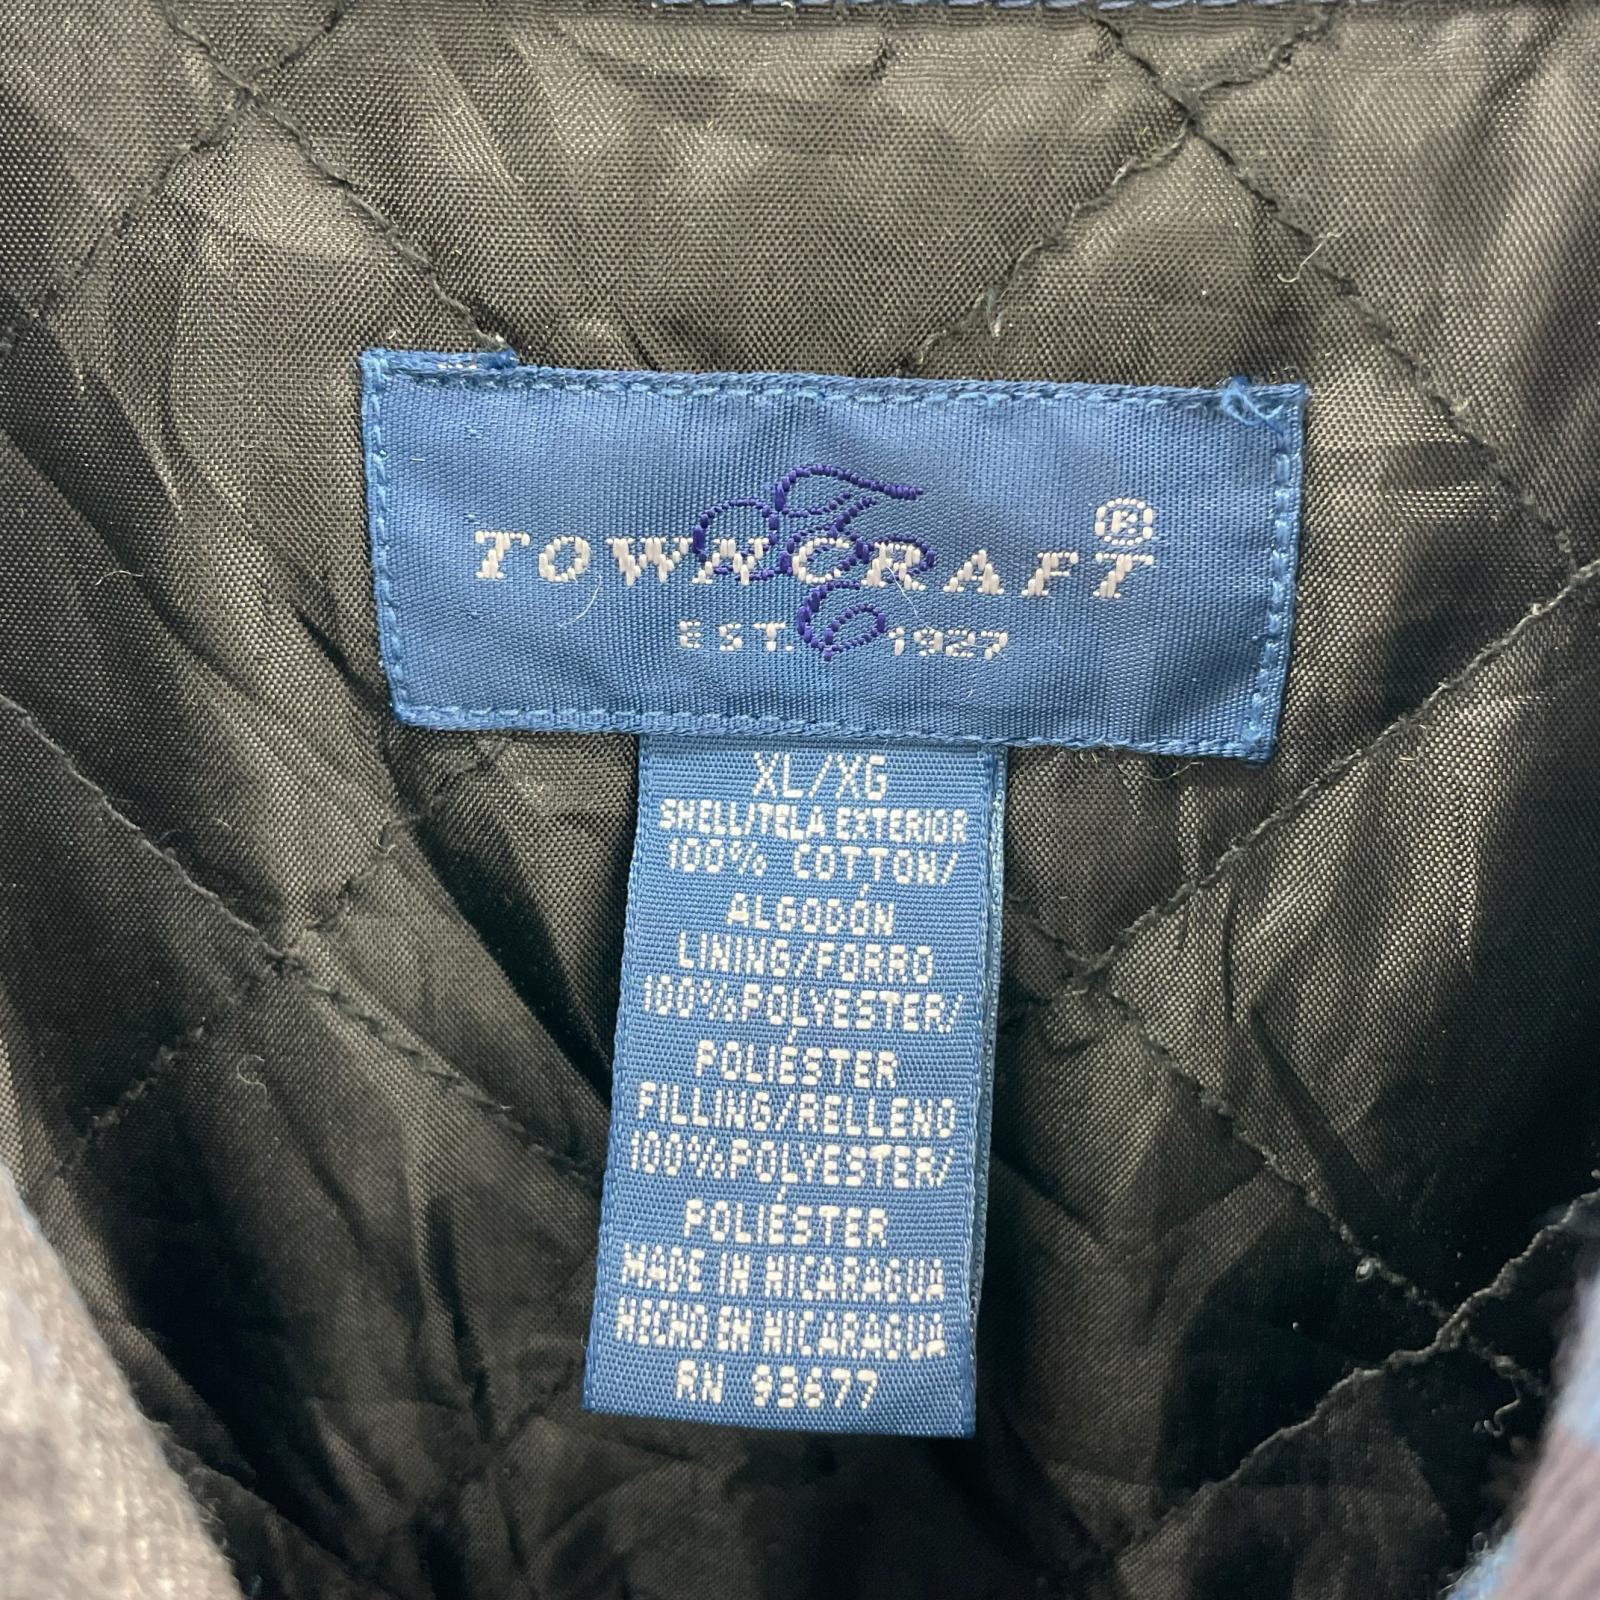 TOWNCRAFT®
EST. 1927
XL/XG
SHELL/TELA EXTERIOR
100% COTTON/
ALGODÓN
LINING/FORRO
100%POLYESTER/
POLIÉSTER
FILLING/RELLENO
100%POLYESTER/
POLIÉSTER
MADE IN NICARAGUA
HECHO EN NICARAGUA
RN 93677